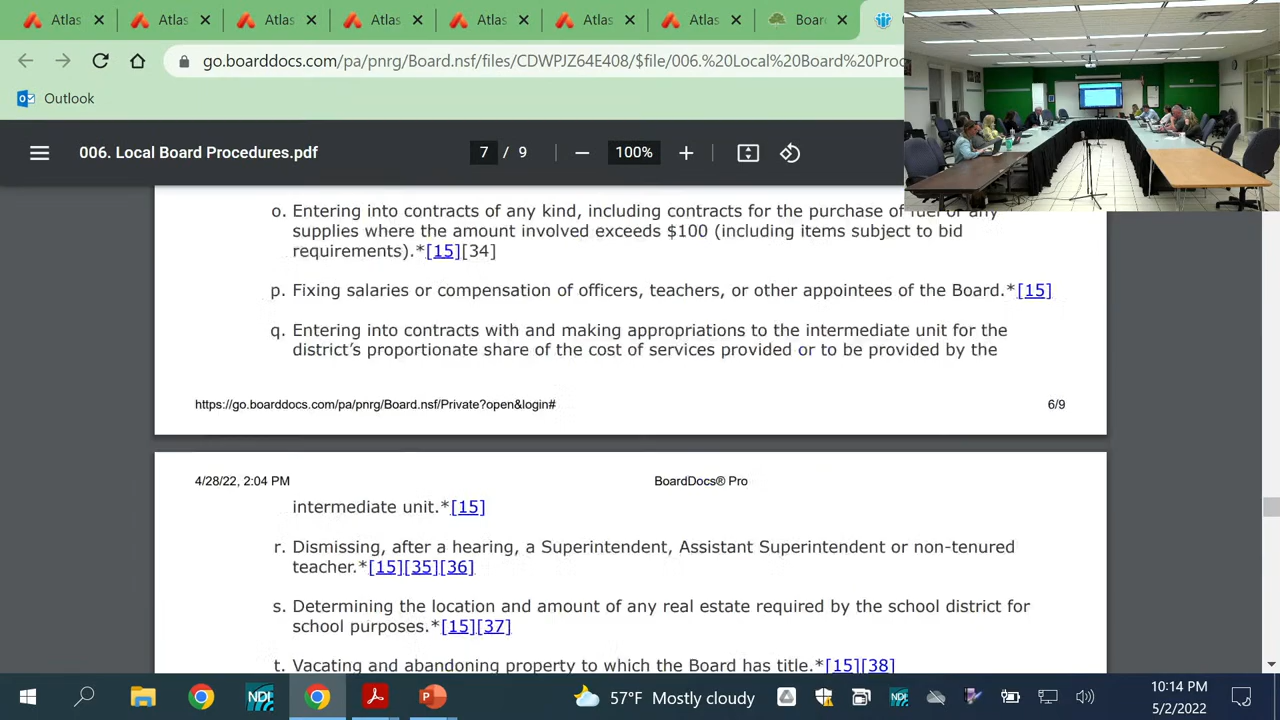 Atlas
Atlas
Atlas
Atlas
Atlas
Atlas
Atlas
Board
go.boarddocs.com/pa/pnrg/Board.nsf/files/CDWPJZ64E408/$file/006.%20Local%20Board%20Proc
Outlook
006. Local Board Procedures.pdf
7 / 9
100%
o. Entering into contracts of any kind, including contracts for the purchase of fuel or any
supplies where the amount involved exceeds $100 (including items subject to bid
requirements).*[15][34]
p. Fixing salaries or compensation of officers, teachers, or other appointees of the Board.*[15]
q. Entering into contracts with and making appropriations to the intermediate unit for the
district's proportionate share of the cost of services provided or to be provided by the
https://go.boarddocs.com/pa/pnrg/Board.nsf/Private?open&login#
6/9
4/28/22, 2:04 PM
BoardDocs® Pro
intermediate unit.*[15]
r. Dismissing, after a hearing, a Superintendent, Assistant Superintendent or non-tenured
teacher.*[15][35][36]
s. Determining the location and amount of any real estate required by the school district for
school purposes.*[15][37]
t. Vacating and abandoning property to which the Board has title.*[15][38]
NDI
57°F Mostly cloudy
NDI
10:14 PM
5/2/2022